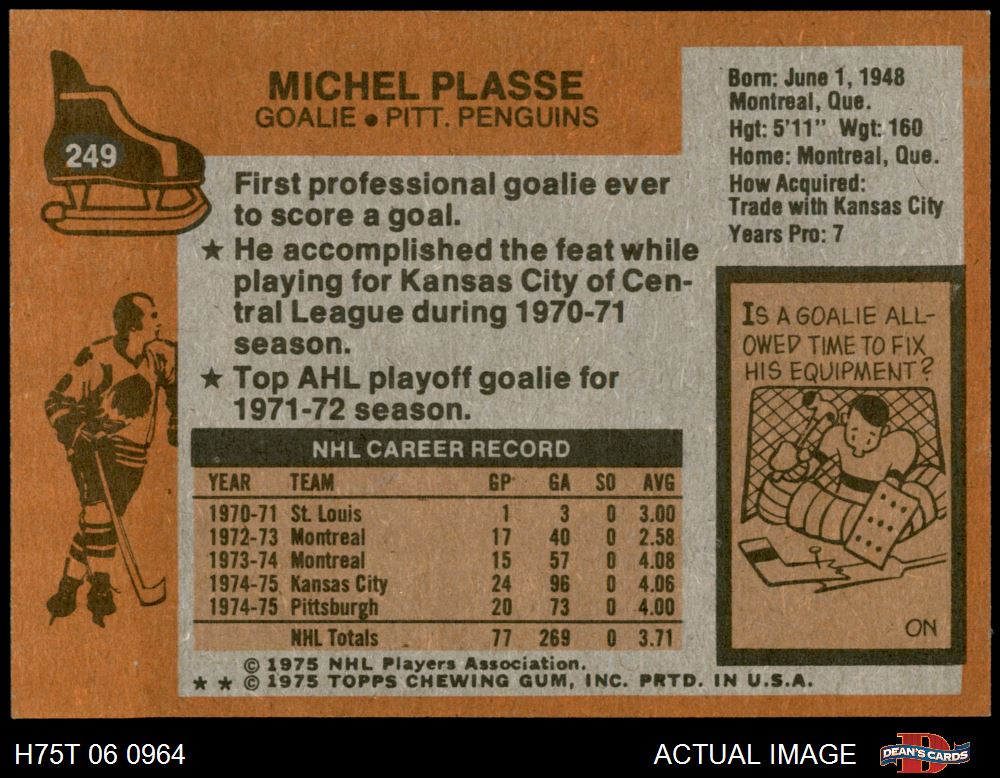 249
MICHEL PLASSE
GOALIE • PITT. PENGUINS
First professional goalie ever
to score a goal.
★ He accomplished the feat while
playing for Kansas City of Cen-
tral League during 1970-71
season.
★ Top AHL playoff goalie for
1971-72 season.
NHL CAREER RECORD
YEAR TEAM GP GA SO AVG
1970-71 St. Louis 1 3 0 3.00
1972-73 Montreal 17 40 0 2.58
1973-74 Montreal 15 57 0 4.08
1974-75 Kansas City 24 96 0 4.06
1974-75 Pittsburgh 20 73 0 4.00
NHL Totals 77 269 0 3.71
© 1975 NHL Players Association.
★ ★ © 1975 TOPPS CHEWING GUM, INC. PRTD. IN U.S.A.
Born: June 1, 1948
Montreal, Que.
Hgt: 5'11" Wgt: 160
Home: Montreal, Que.
How Acquired:
Trade with Kansas City
Years Pro: 7
IS A GOALIE ALL-
OWED TIME TO FIX
HIS EQUIPMENT?
ON
H75T 06 0964
ACTUAL IMAGE
D
DEAN'S CARDS